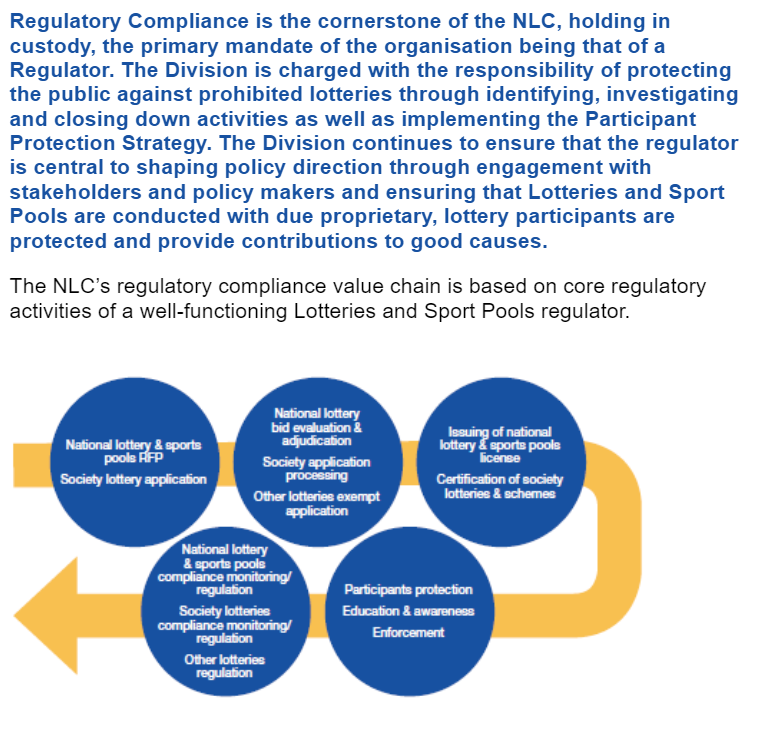 Regulatory Compliance is the cornerstone of the NLC, holding in
custody, the primary mandate of the organisation being that of a
Regulator. The Division is charged with the responsibility of protecting
the public against prohibited lotteries through identifying, investigating
and closing down activities as well as implementing the Participant
Protection Strategy. The Division continues to ensure that the regulator
is central to shaping policy direction through engagement with
stakeholders and policy makers and ensuring that Lotteries and Sport
Pools are conducted with due proprietary, lottery participants are
protected and provide contributions to good causes.
The NLC’s regulatory compliance value chain is based on core regulatory
activities of a well-functioning Lotteries and Sport Pools regulator.
National lottery & sports
pools RFP
Society lottery application
National lottery
bid evaluation &
adjudication
Society application
processing
Other lotteries exempt
application
Issuing of national
lottery & sports pools
license
Certification of society
lotteries & schemes
Participants protection
Education & awareness
Enforcement
National lottery
& sports pools
compliance monitoring/
regulation
Society lotteries
compliance monitoring/
regulation
Other lotteries
regulation